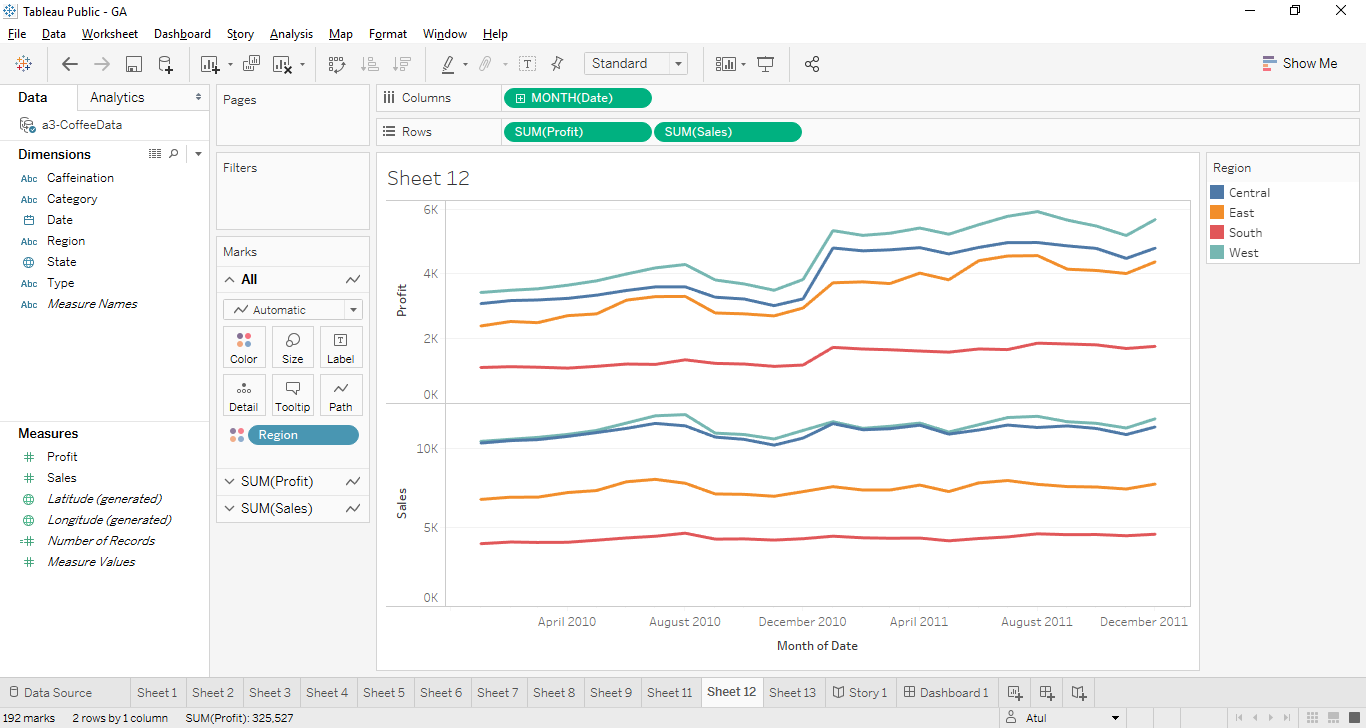 Tableau Public - GA
File Data Worksheet Dashboard Story Analysis Map Format Window Help
Standard
Show Me
Data Analytics
a3-CoffeeData
Dimensions
Abc Caffeination
Abc Category
Date
Abc Region
State
Abc Type
Abc Measure Names
Measures
Profit
Sales
Latitude (generated)
Longitude (generated)
Number of Records
Measure Values
Pages
Filters
Marks
All
Automatic
Color Size Label
Detail Tooltip Path
Region
SUM(Profit)
SUM(Sales)
Columns MONTH(Date)
Rows SUM(Profit) SUM(Sales)
Sheet 12
6K
4K
2K
0K
Profit
10K
5K
0K
Sales
April 2010 August 2010 December 2010 April 2011 August 2011 December 2011
Month of Date
Region
Central
East
South
West
Data Source Sheet 1 Sheet 2 Sheet 3 Sheet 4 Sheet 5 Sheet 6 Sheet 7 Sheet 8 Sheet 9 Sheet 11 Sheet 12 Sheet 13 Story 1 Dashboard 1
192 marks 2 rows by 1 column SUM(Profit): 325,527 Atul